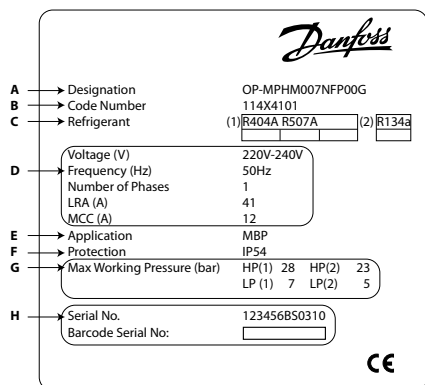 Danfoss
A Designation OP-MPHM007NFP00G
B Code Number 114X4101
C Refrigerant (1) R404A R507A (2) R134a
Voltage (V) 220V-240V
D Frequency (Hz) 50Hz
Number of Phases 1
LRA (A) 41
MCC (A) 12
E Application MBP
F Protection IP54
G Max Working Pressure (bar) HP(1) 28 HP(2) 23
LP (1) 7 LP(2) 5
H Serial No. 123456BS0310
Barcode Serial No:
CE